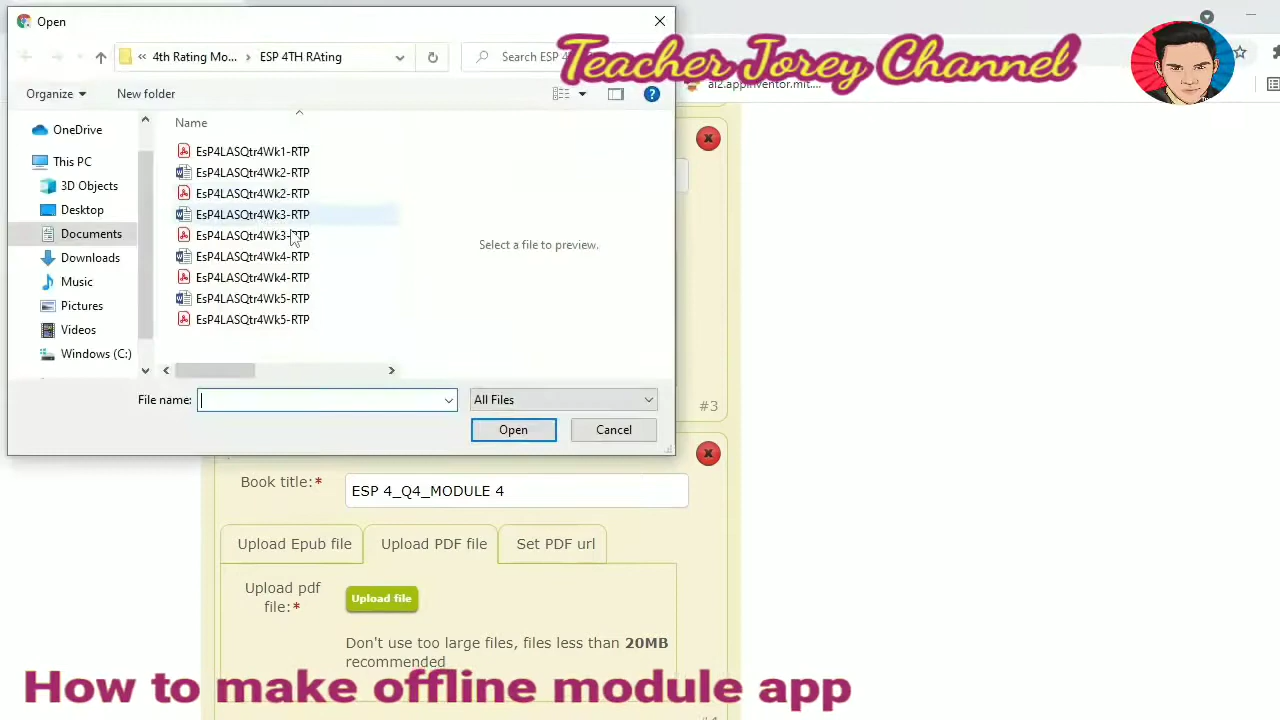 Open
4th Rating Mo...
ESP 4TH RAting
Search ESP 4
Teacher Jorey Channel
ai2.appinventor.mit....
Organize
New folder
Name
OneDrive
This PC
3D Objects
Desktop
Documents
Downloads
Music
Pictures
Videos
Windows (C:)
EsP4LASQtr4Wk1-RTP
EsP4LASQtr4Wk2-RTP
EsP4LASQtr4Wk2-RTP
EsP4LASQtr4Wk3-RTP
EsP4LASQtr4Wk3-RTP
EsP4LASQtr4Wk4-RTP
EsP4LASQtr4Wk4-RTP
EsP4LASQtr4Wk5-RTP
EsP4LASQtr4Wk5-RTP
Select a file to preview.
File name:
All Files
Open
Cancel
#3
Book title:*
ESP 4_Q4_MODULE 4
Upload Epub file
Upload PDF file
Set PDF url
Upload pdf
file:*
Upload file
Don't use too large files, files less than 20MB
recommended
How to make offline module app